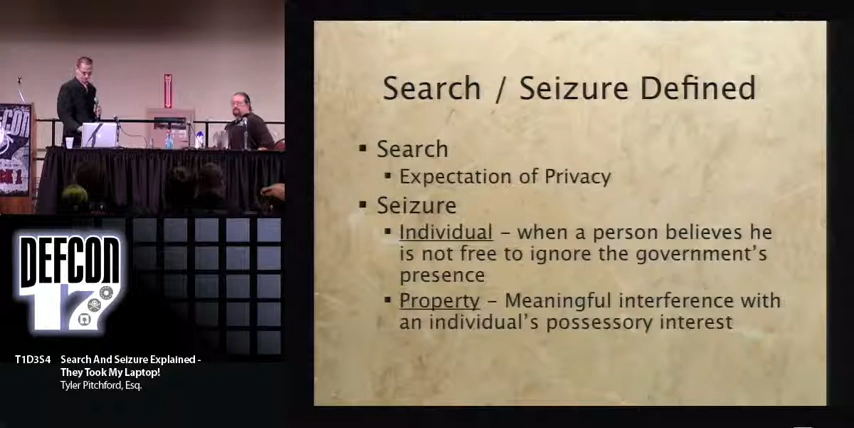 DEFCON
Search / Seizure Defined
▪ Search
▪ Expectation of Privacy
▪ Seizure
▪ Individual – when a person believes he
is not free to ignore the government's
presence
▪ Property – Meaningful interference with
an individual's possessory interest
DEFCON
17
T1D3S4 Search And Seizure Explained -
They Took My Laptop!
Tyler Pitchford, Esq.